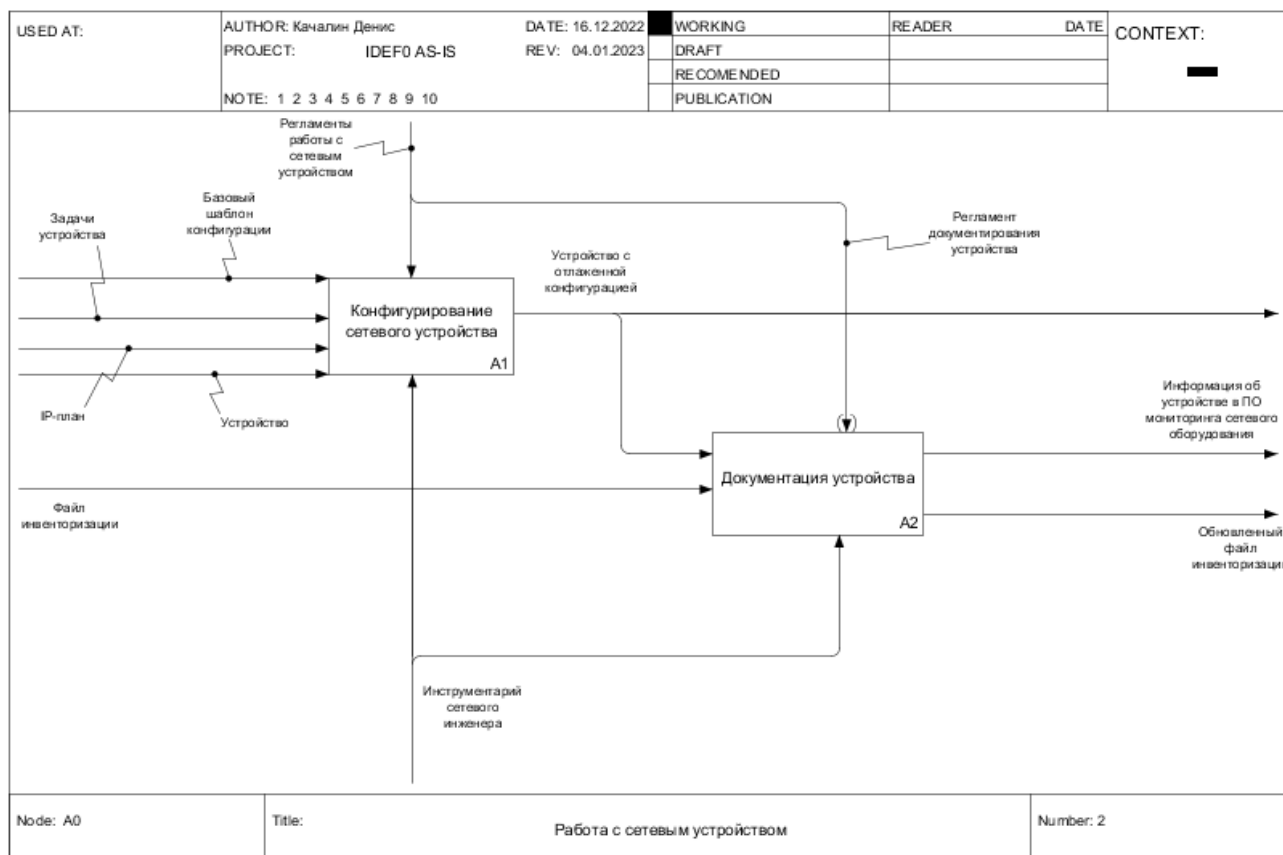 USED AT:
AUTHOR: Качалин Денис
DATE: 16.12.2022
PROJECT: IDEF0 AS-IS
REV: 04.01.2023
NOTE: 1 2 3 4 5 6 7 8 9 10
WORKING
DRAFT
RECOMENDED
PUBLICATION
READER
DATE
CONTEXT:
Регламенты
работы с
сетевым
устройством
Базовый
шаблон
конфигурации
Задачи
устройства
Регламент
документирования
устройства
Устройство с
отлаженной
конфигурацией
Конфигурирование
сетевого устройства
A1
IP-план
Устройство
Информация об
устройстве в ПО
мониторинга сетевого
оборудования
Документация устройства
A2
Файл
инвенторизации
Обновленный
файл
инвенторизаци
Инструментарий
сетевого
инженера
Node: A0
Title:
Работа с сетевым устройством
Number: 2